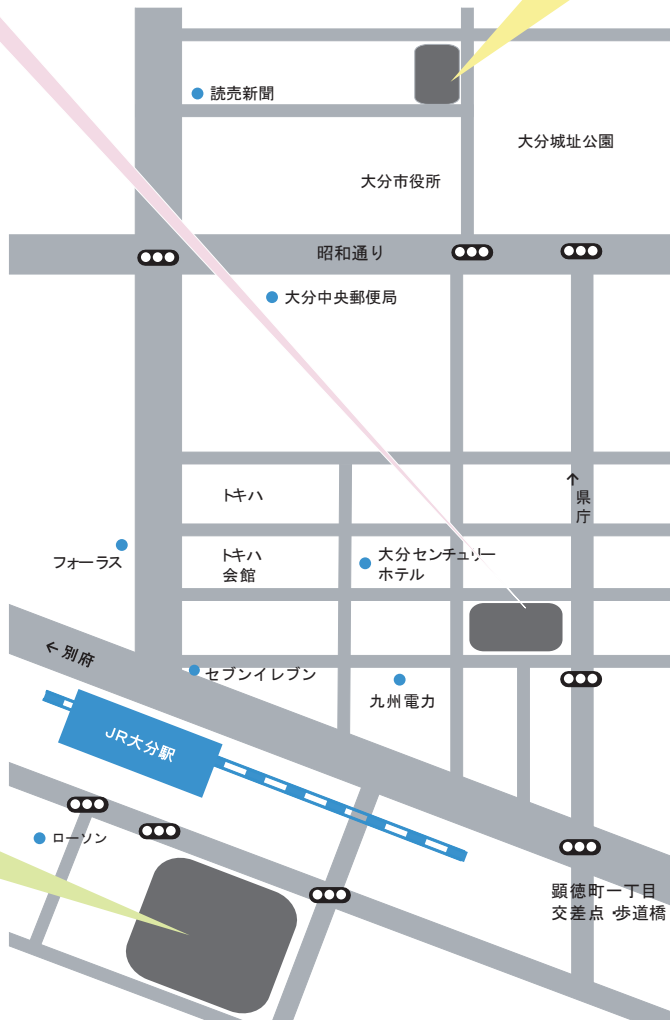 読売新聞
大分城址公園
大分市役所
昭和通り
大分中央郵便局
トキハ
↑
県庁
フォーラス
トキハ
会館
大分センチュリー
ホテル
←別府
セブンイレブン
九州電力
JR大分駅
ローソン
顕徳町一丁目
交差点・歩道橋